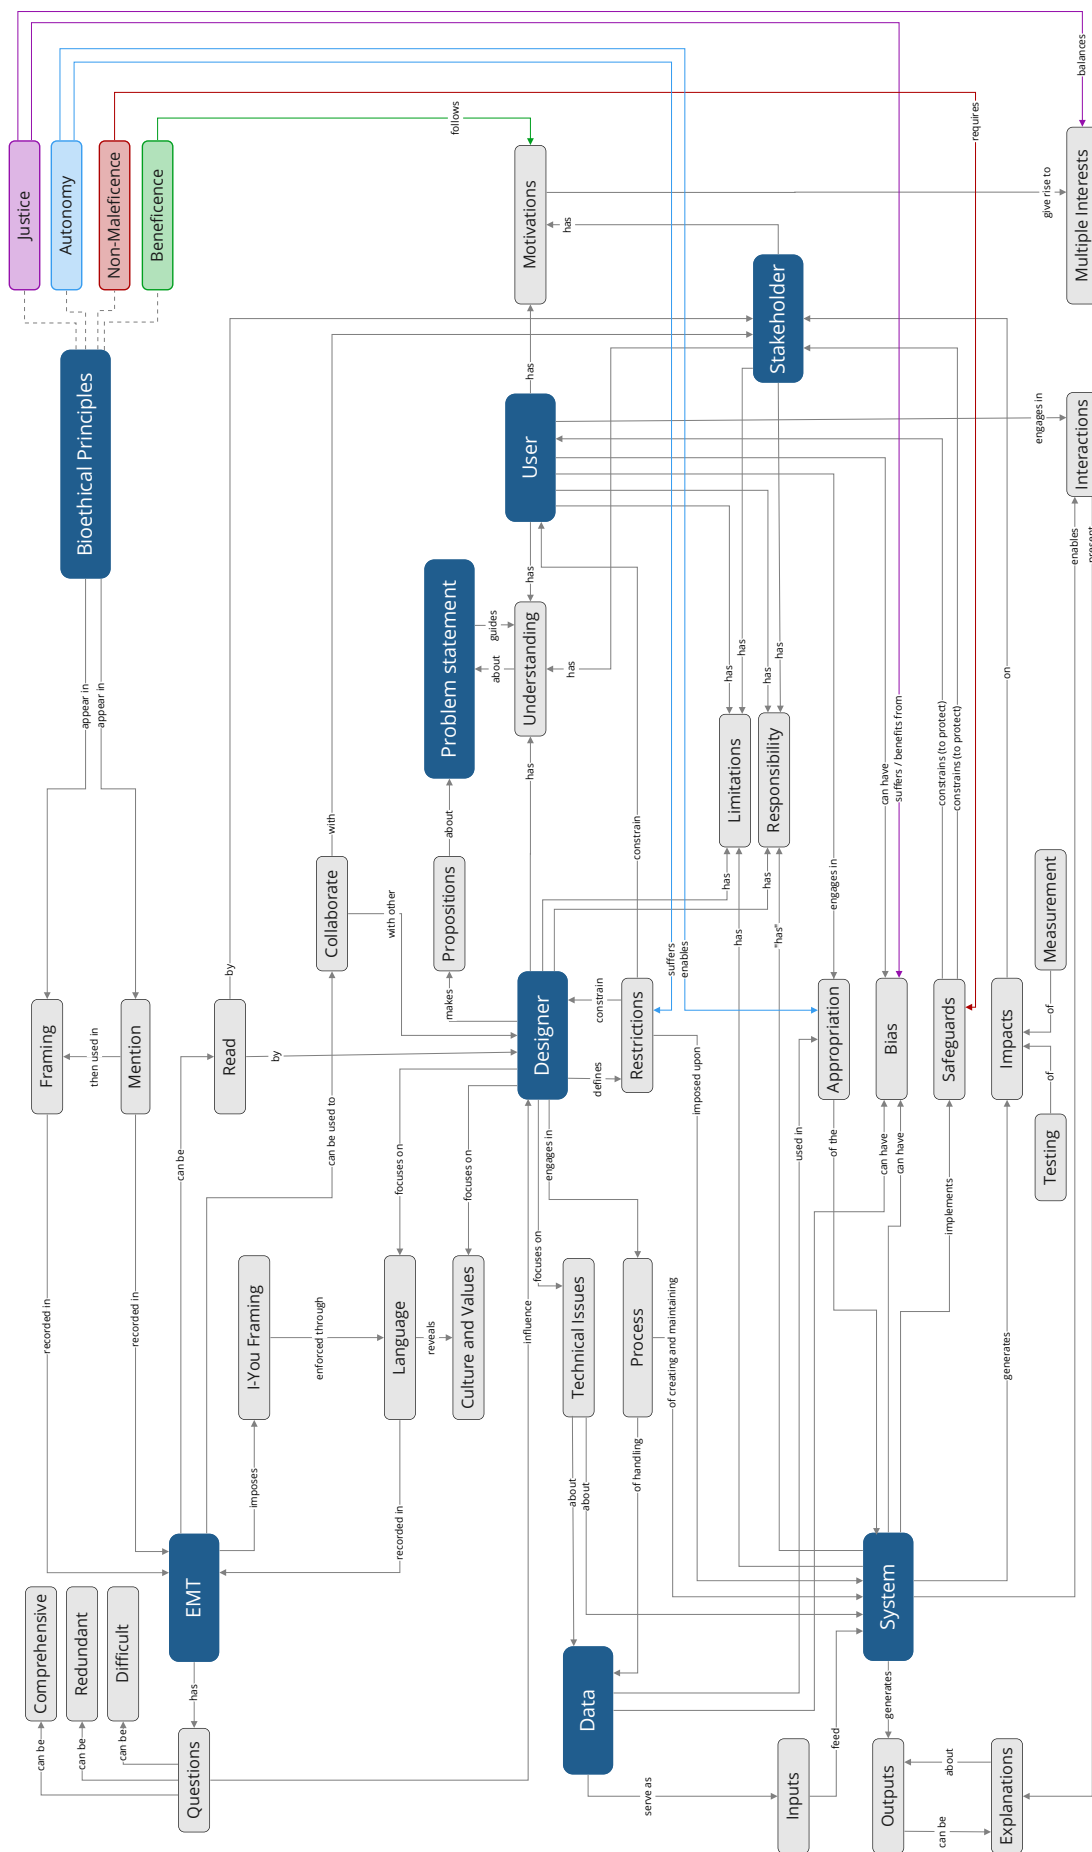 Comprehensive
Redundant
Difficult
can be
can be
can be
Questions
has
EMT
recorded in
recorded in
Framing
then used in
Mention
appear in
appear in
Bioethical Principles
Justice
Autonomy
Non-Maleficence
Beneficence
can be
Read
by
by
imposes
I-You Framing
enforced through
can be used to
Collaborate
with
with other
recorded in
Language
reveals
Culture and Values
focuses on
focuses on
makes
Propositions
about
Problem statement
guides
about
follows
influence
engages in
focuses on
Designer
has
Understanding
has
has
User
has
Motivations
has
defines
constrain
Restrictions
constrain
suffers
enables
Technical Issues
Process
about
about
of handling
of creating and maintaining
imposed upon
Data
serve as
Inputs
feed
has
has
Limitations
has
has
has
"has"
Responsibility
has
has
Stakeholder
give rise to
balances
requires
Multiple Interests
used in
of the
Appropriation
engages in
can have
can have
Bias
can have
suffers / benefits from
System
implements
Safeguards
constrains (to protect)
constrains (to protect)
generates
Outputs
can be
about
Explanations
generates
Impacts
on
of
of
Testing
Measurement
enables
present
Interactions
engages in